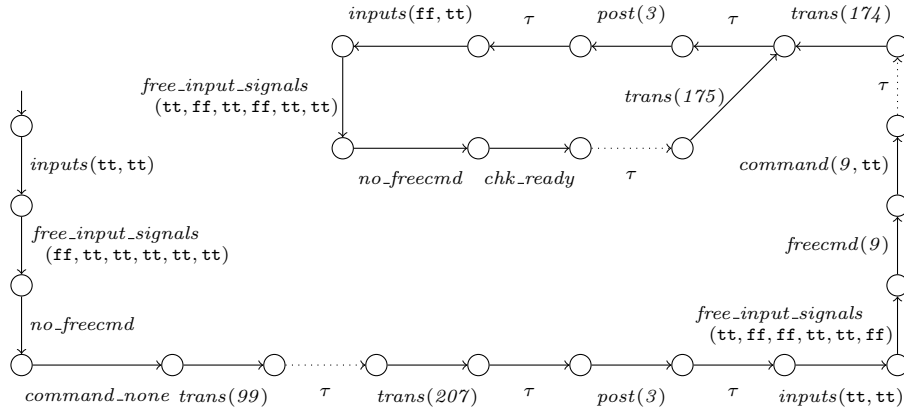 inputs(ff, tt) τ post(3) τ trans(174)
free_input_signals
(tt, ff, tt, ff, tt, tt)
trans(175)
τ
no_freecmd chk_ready τ
inputs(tt, tt)
command(9, tt)
free_input_signals
(ff, tt, tt, tt, tt, tt)
freecmd(9)
no_freecmd
free_input_signals
(tt, ff, ff, tt, tt, ff)
command_none trans(99) τ trans(207) τ post(3) τ inputs(tt, tt)